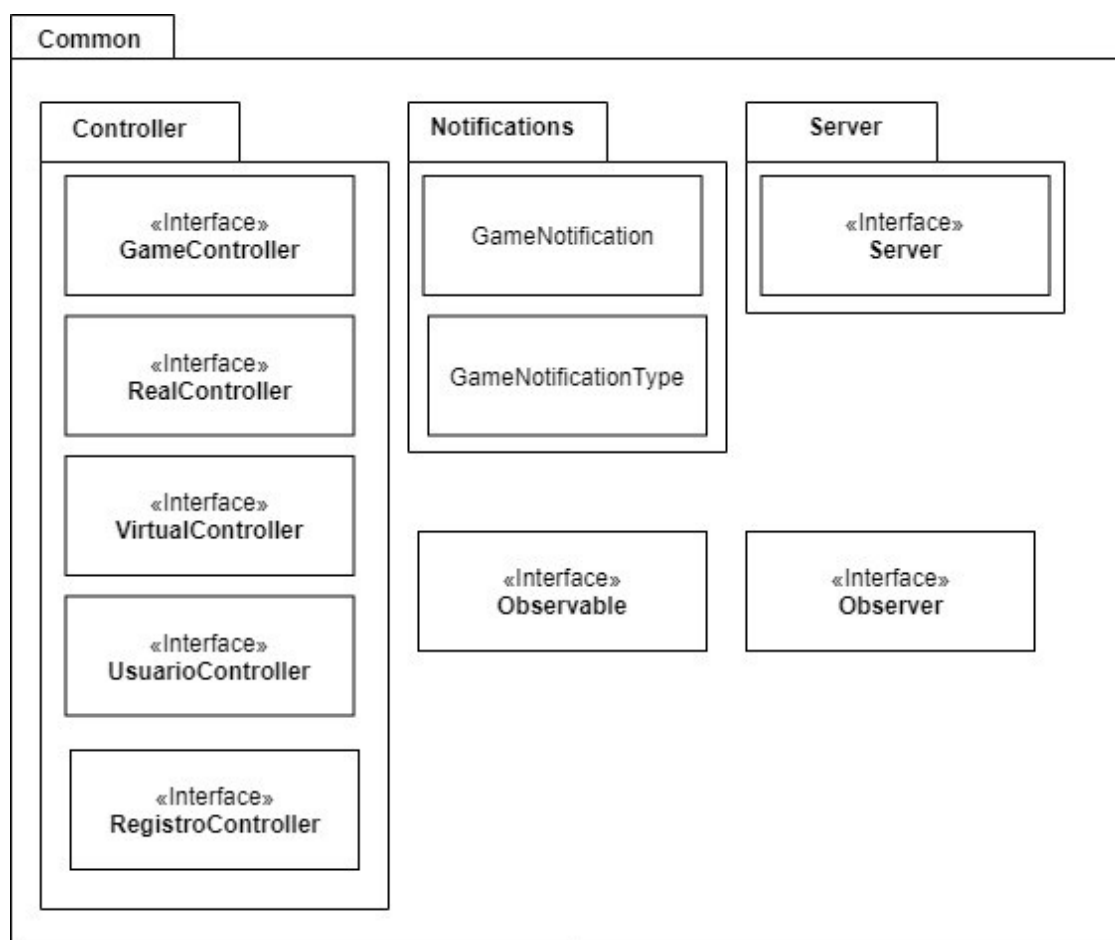 Common
Controller
«Interface»
GameController
«Interface»
RealController
«Interface»
VirtualController
«Interface»
UsuarioController
«Interface»
RegistroController
Notifications
GameNotification
GameNotificationType
Server
«Interface»
Server
«Interface»
Observable
«Interface»
Observer